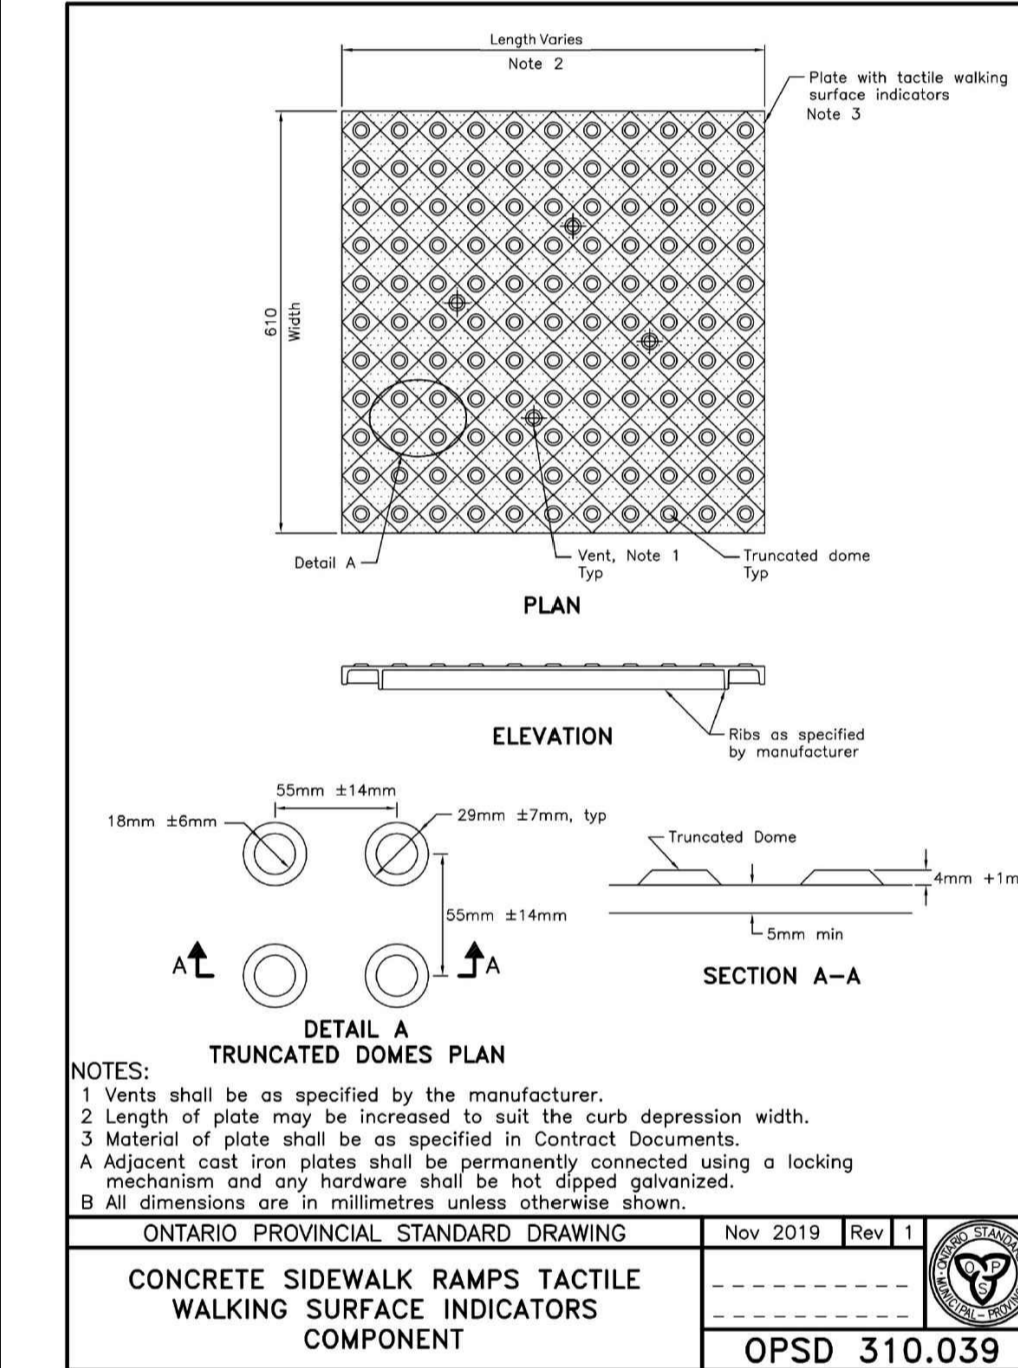 Length Varies
Note 2
Plate with tactile walking
surface indicators
Note 3
610
Width
Detail A
Vent, Note 1
Typ
Truncated dome
Typ
PLAN
ELEVATION
Ribs as specified
by manufacturer
55mm ±14mm
18mm ±6mm
29mm ±7mm, typ
55mm ±14mm
A
A
DETAIL A
TRUNCATED DOMES PLAN
Truncated Dome
4mm +1m
5mm min
SECTION A-A
NOTES:
1 Vents shall be as specified by the manufacturer.
2 Length of plate may be increased to suit the curb depression width.
3 Material of plate shall be as specified in Contract Documents.
A Adjacent cast iron plates shall be permanently connected using a locking
mechanism and any hardware shall be hot dipped galvanized.
B All dimensions are in millimetres unless otherwise shown.
ONTARIO PROVINCIAL STANDARD DRAWING
Nov 2019 Rev 1
CONCRETE SIDEWALK RAMPS TACTILE
WALKING SURFACE INDICATORS
COMPONENT
ONTARIO
MUNICIPAL
O P
S
OPSD 310.039